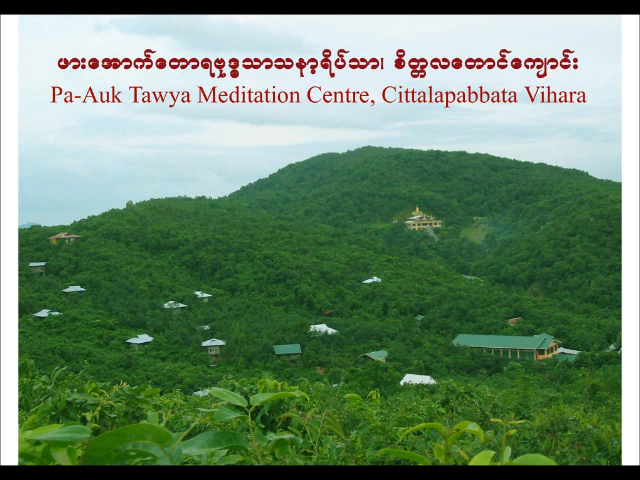 ဖားအောက်တောရဗုဒ္ဓသာသနာ့ရိပ်သာ၊ စိတ္တလတောင်ကျောင်း
Pa-Auk Tawya Meditation Centre, Cittalapabbata Vihara